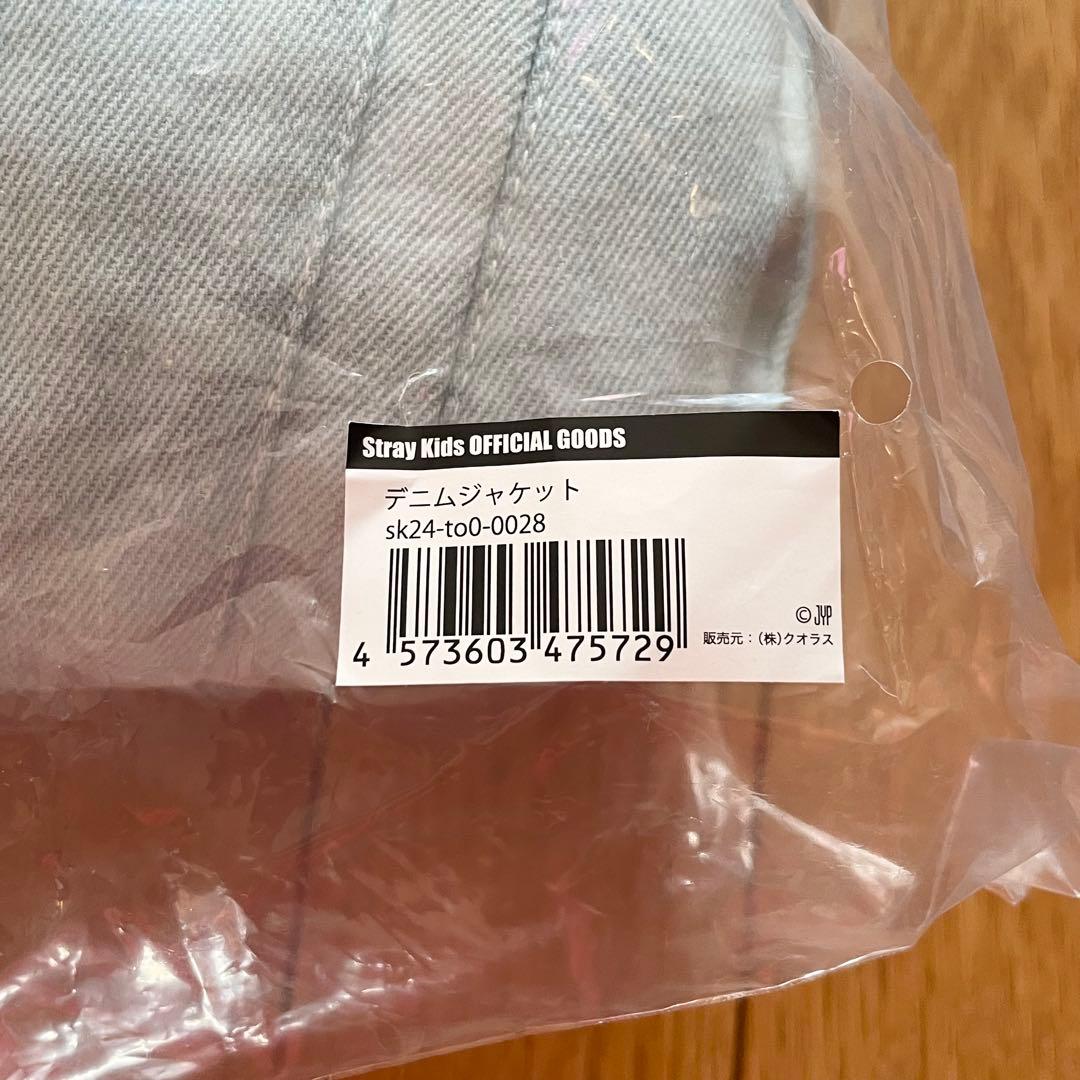 Stray Kids OFFICIAL GOODS
デニムジャケット
sk24-to0-0028
4 573603 475729
© JYP
販売元：(株)クオラス